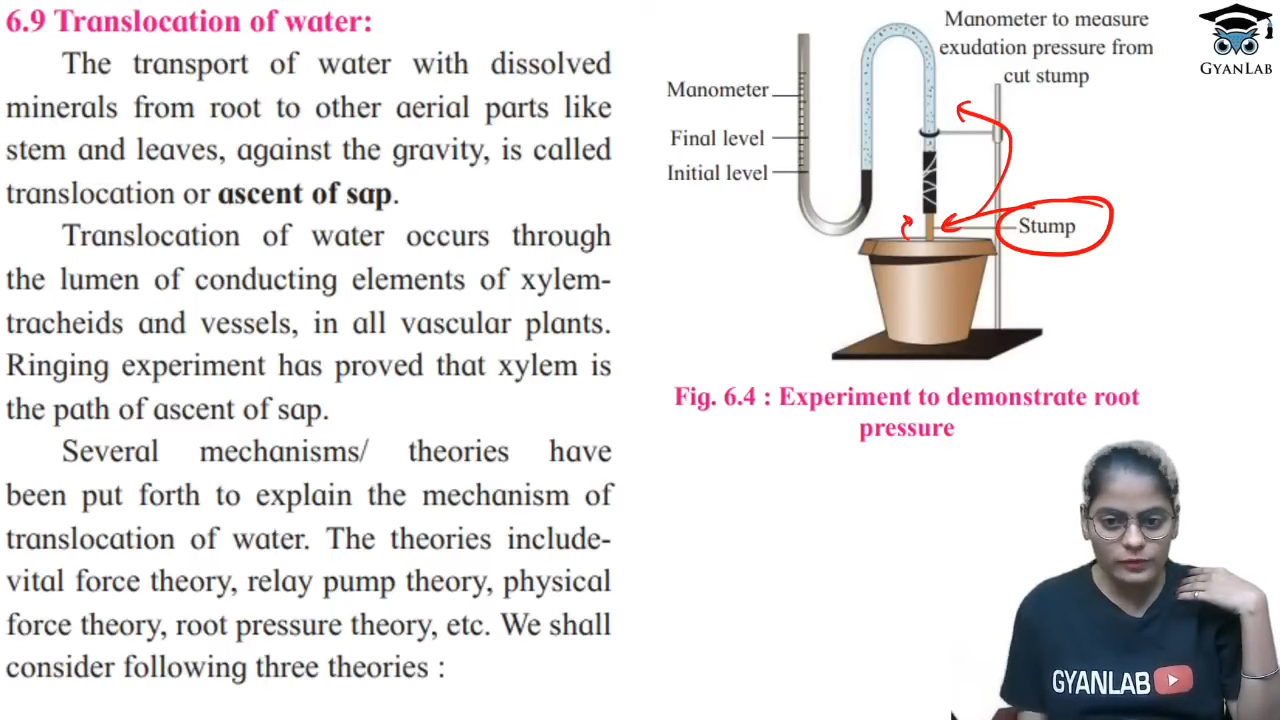 6.9 Translocation of water:
The transport of water with dissolved
minerals from root to other aerial parts like
stem and leaves, against the gravity, is called
translocation or ascent of sap.
Translocation of water occurs through
the lumen of conducting elements of xylem-
tracheids and vessels, in all vascular plants.
Ringing experiment has proved that xylem is
the path of ascent of sap.
Several mechanisms/ theories have
been put forth to explain the mechanism of
translocation of water. The theories include-
vital force theory, relay pump theory, physical
force theory, root pressure theory, etc. We shall
consider following three theories :
Manometer to measure
exudation pressure from
cut stump
Manometer
Final level
Initial level
Stump
Fig. 6.4 : Experiment to demonstrate root
pressure
GYANLAB
GYANLAB